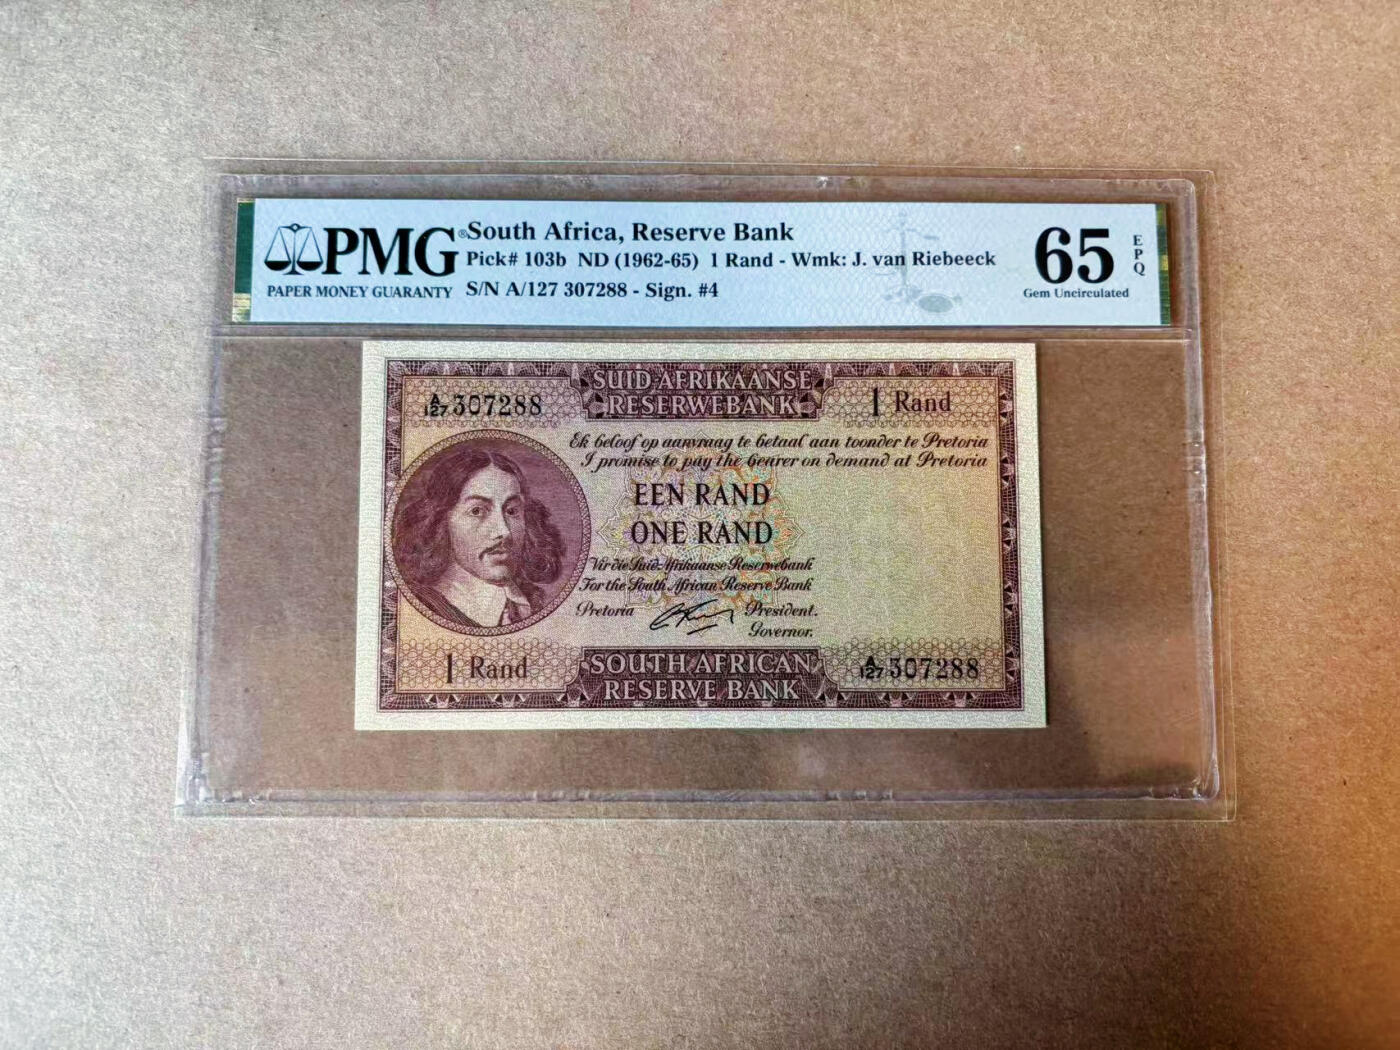 PMG®
PAPER MONEY GUARANTY
South Africa, Reserve Bank
Pick# 103b ND (1962-65) 1 Rand - Wmk: J. van Riebeeck
S/N A/127 307288 - Sign. #4
65 EPQ
Gem Uncirculated
SUID-AFRIKAANSE
RESERWEBANK
A/127 307288
1 Rand
Ek beloof op aanvraag te betaal aan toonder te Pretoria
I promise to pay the bearer on demand at Pretoria
EEN RAND
ONE RAND
Vir die Suid-Afrikaanse Reserwebank
For the South African Reserve Bank
Pretoria
President.
Governor.
1 Rand
SOUTH AFRICAN
RESERVE BANK
A/127 307288